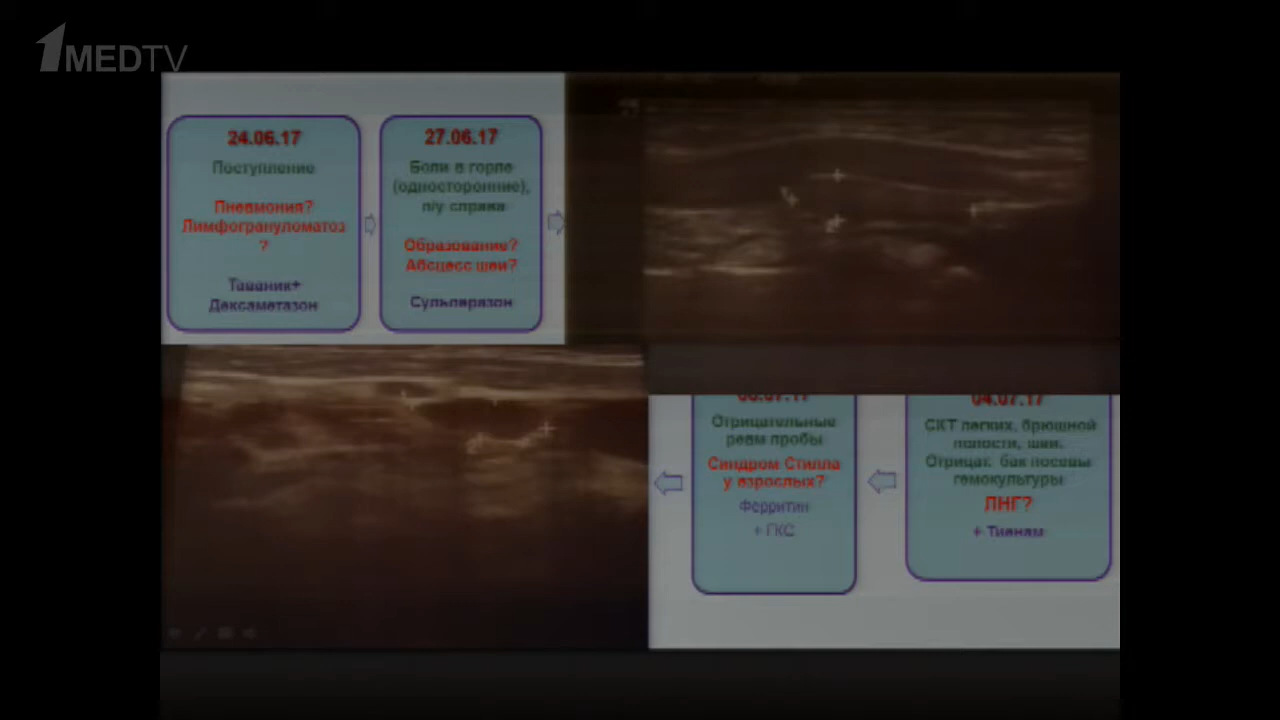 1MEDTV
24.06.17
Поступление
Пневмония?
Лимфогрануломатоз
?
Таваник+
Дексаметазон
27.06.17
Боли в горле
(односторонние),
п/у справа
Образование?
Абсцесс шеи?
Сульперазон
04.07.17
СКТ легких, брюшной
полости, шеи.
Отрицат. бак посевы
гемокультуры
ЛНГ?
+ Тиенам
Отрицательные
ревм пробы
Синдром Стилла
у взрослых?
Ферритин
+ ГКС